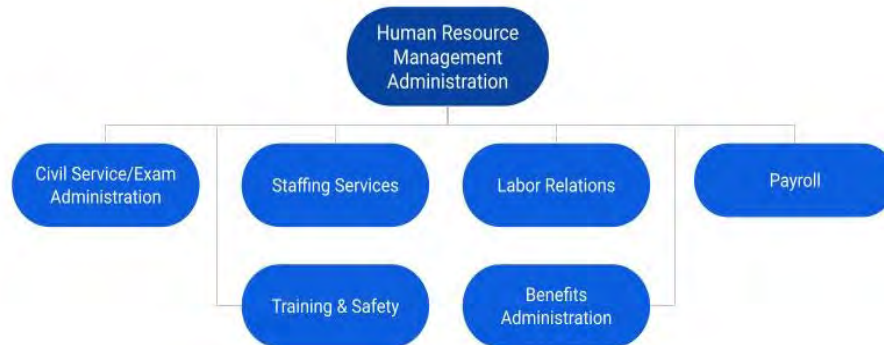 Human Resource
Management
Administration
Civil Service/Exam
Administration
Staffing Services
Labor Relations
Payroll
Training & Safety
Benefits
Administration